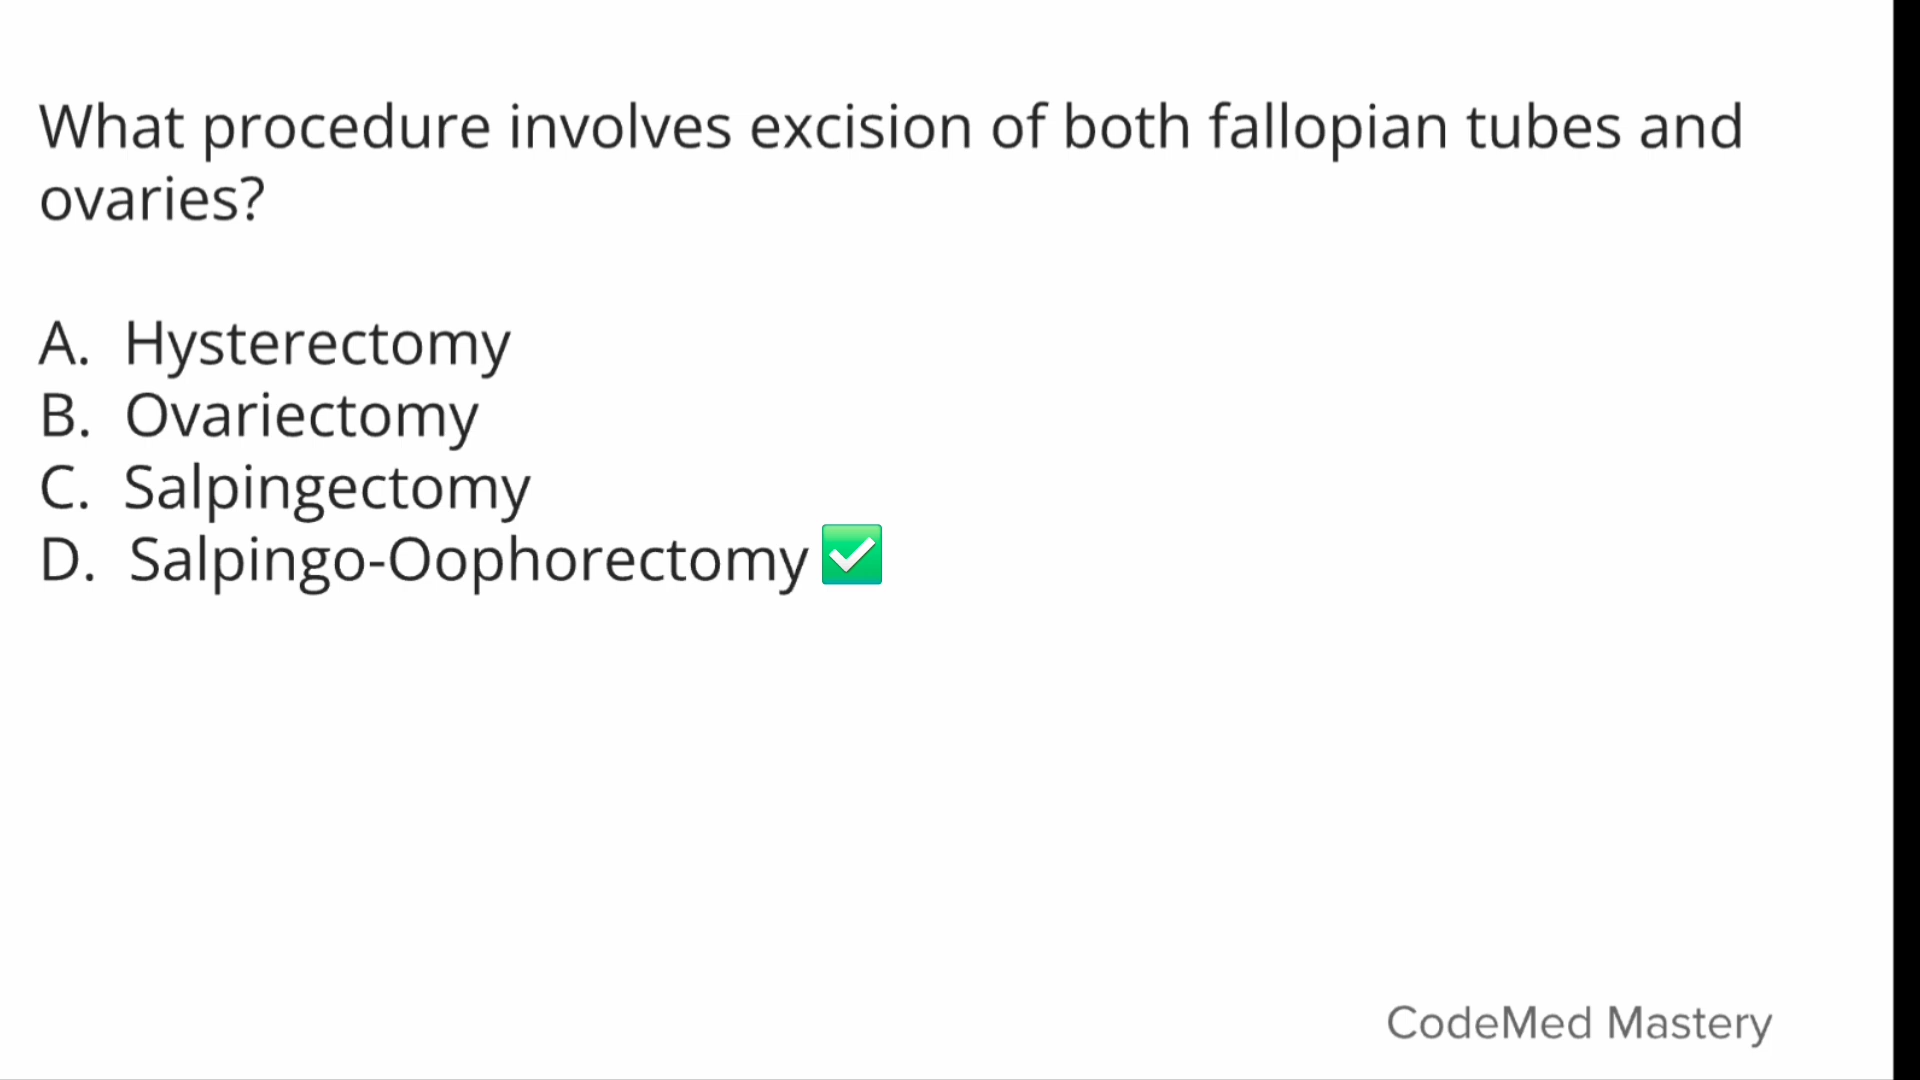 What procedure involves excision of both fallopian tubes and
ovaries?
A. Hysterectomy
B. Ovariectomy
C. Salpingectomy
D. Salpingo-Oophorectomy ✅
CodeMed Mastery